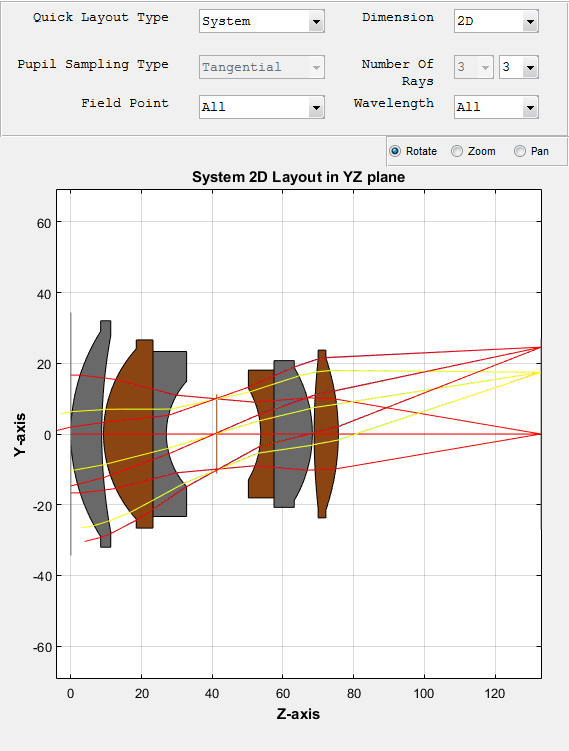 Quick Layout Type System Dimension 2D
Pupil Sampling Type Tangential Number Of Rays 3 3
Field Point All Wavelength All
Rotate Zoom Pan
System 2D Layout in YZ plane
60
40
20
0
-20
-40
-60
Y-axis
0 20 40 60 80 100 120
Z-axis